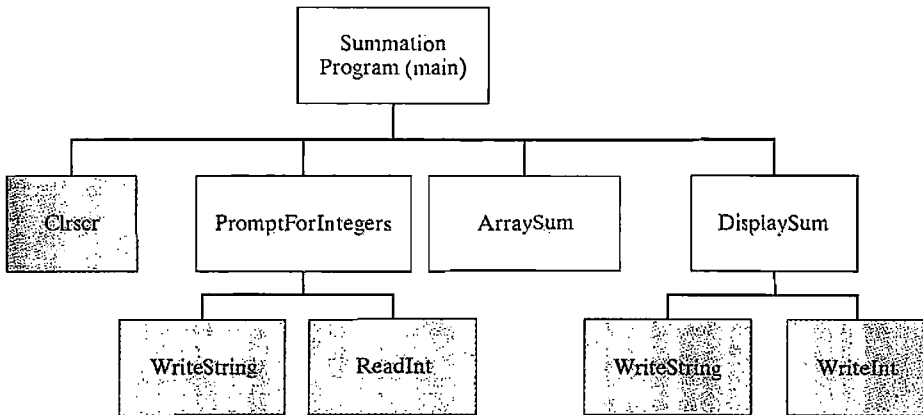 Summation
Program (main)
Clrscr
PromptForIntegers
ArraySum
DisplaySum
WriteString
ReadInt
WriteString
WriteInt